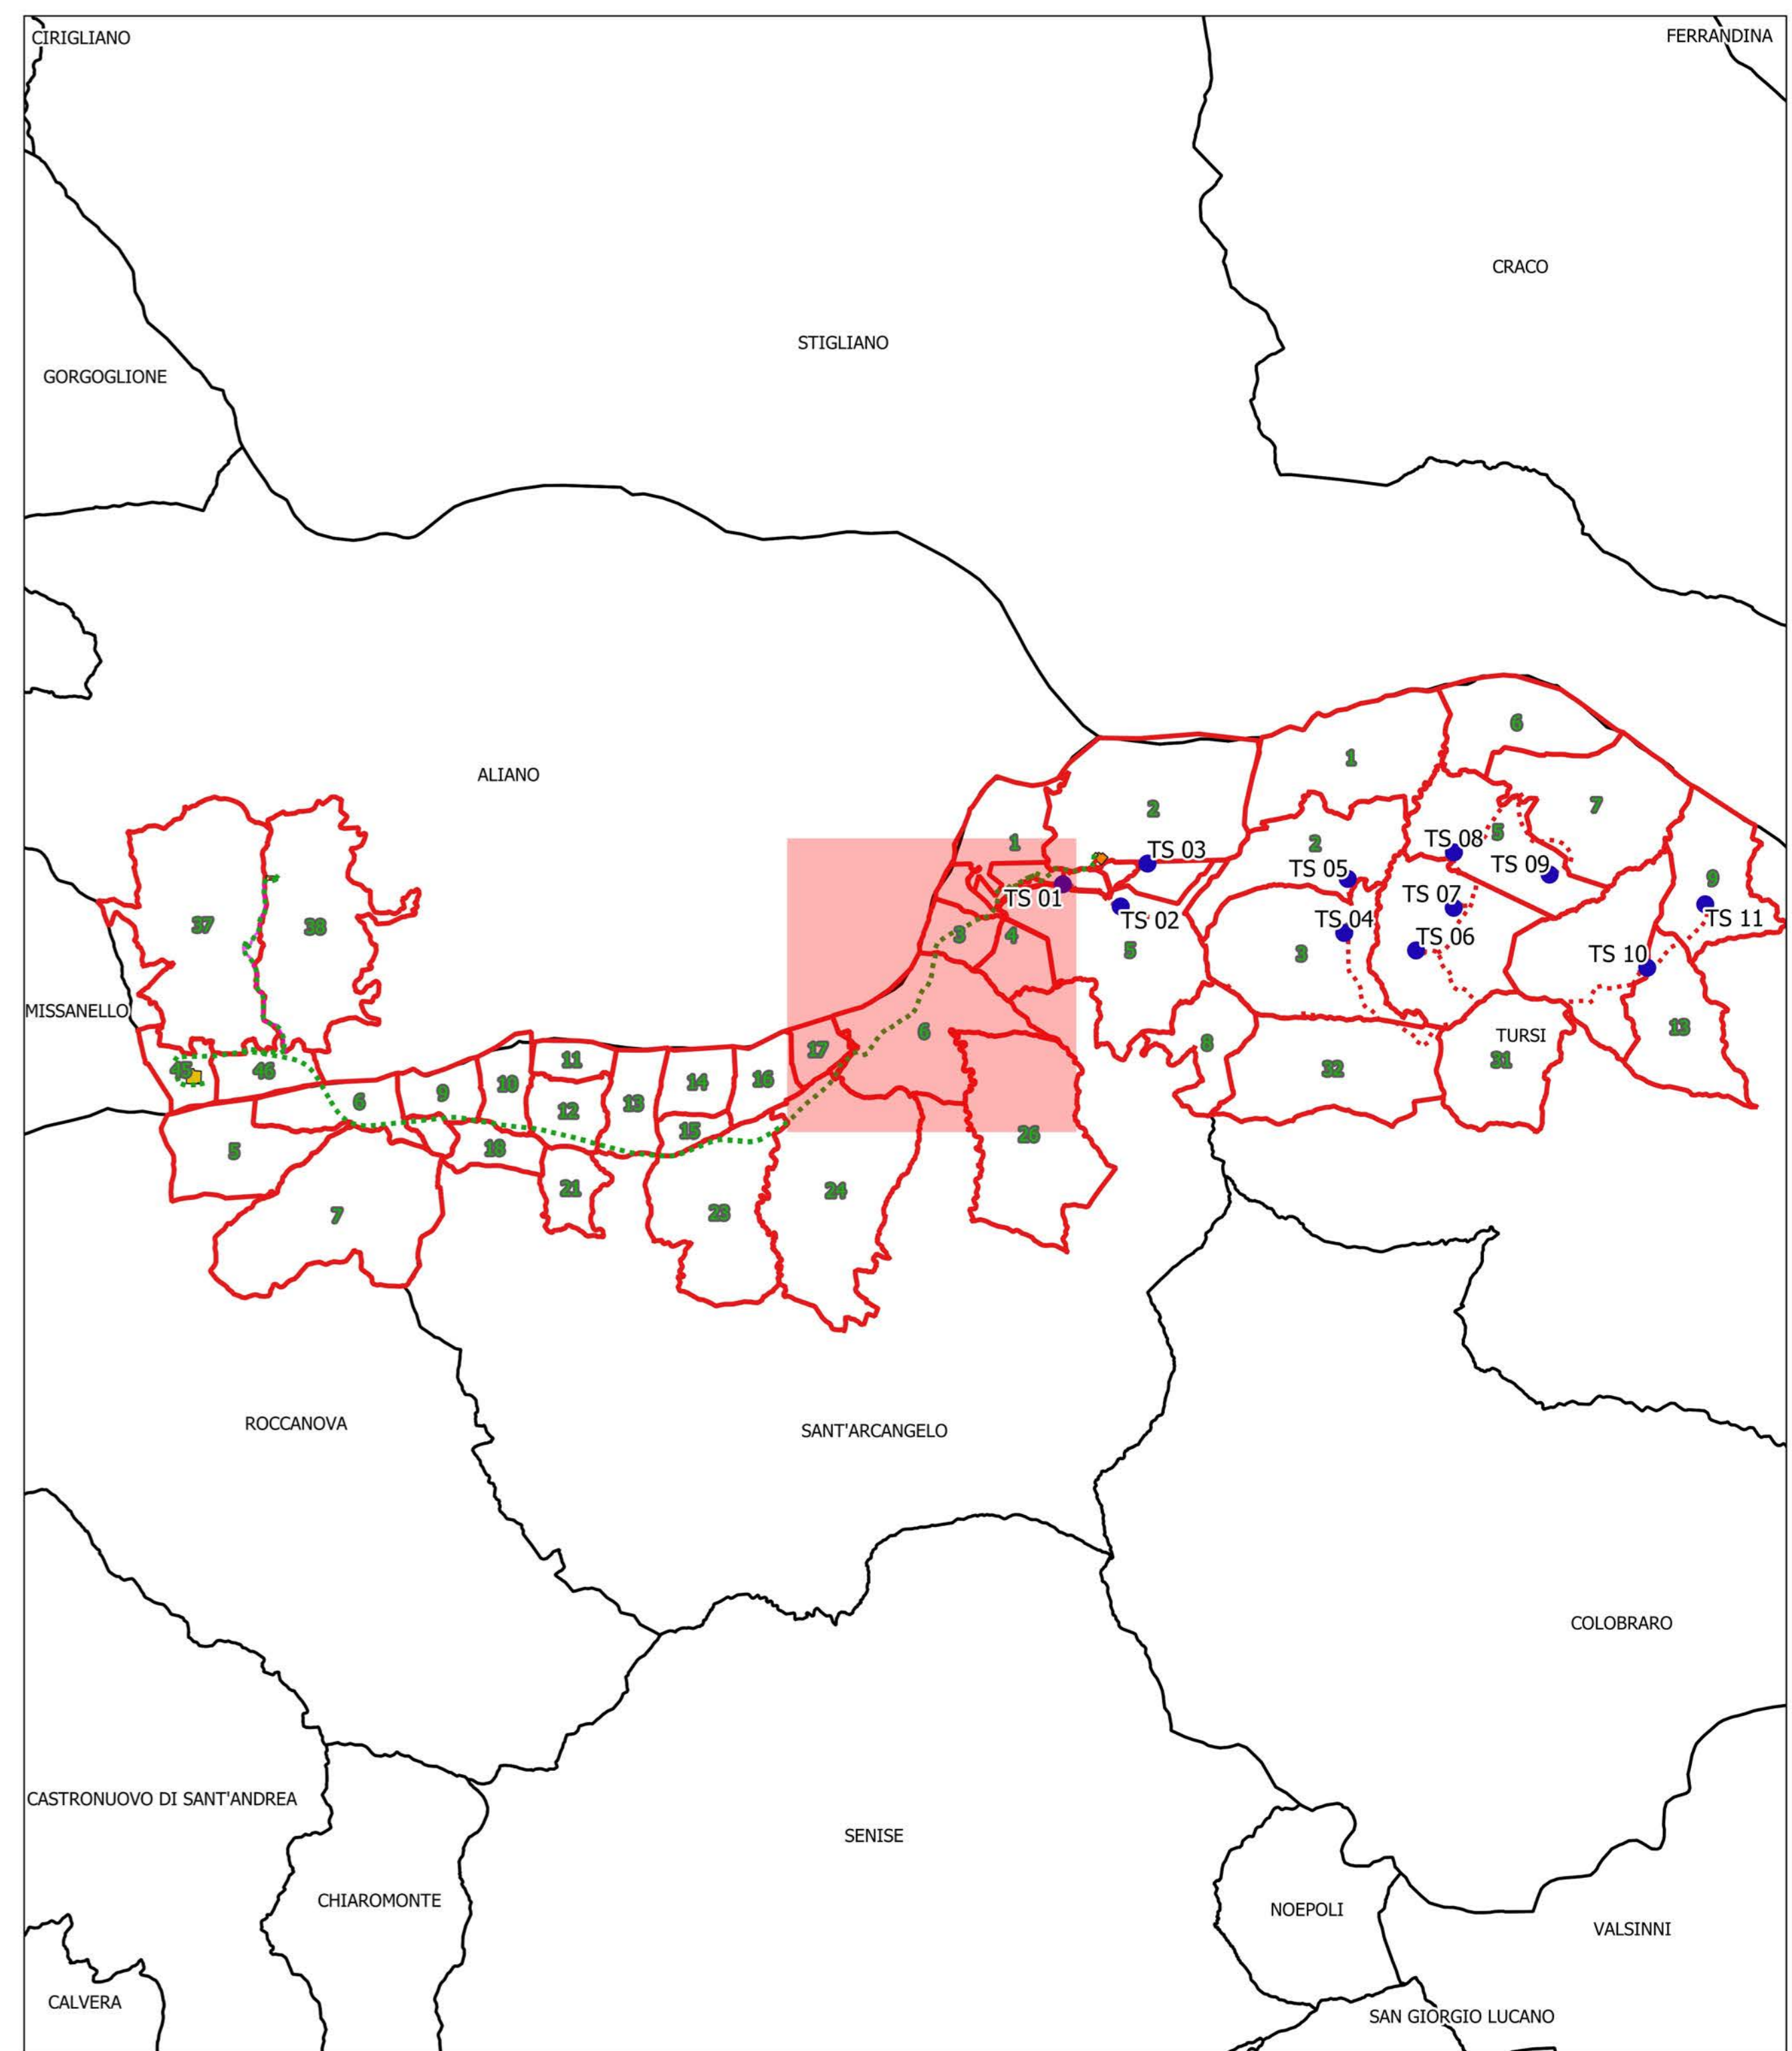 CIRIGLIANO
FERRANDINA
CRACO
STIGLIANO
GORGOGLIONE
6
1
ALIANO
2
7
1
2
5
TS 08
TS 03
TS 05
TS 09
9
TS 01
TS 07
TS 02
TS 04
TS 11
37
38
3
4
TS 06
5
3
TS 10
MISSANELLO
6
TURSI
13
17
8
11
31
45
46
32
14
16
10
9
6
13
12
15
26
18
5
21
24
23
7
ROCCANOVA
SANT'ARCANGELO
COLOBRARO
CASTRONUOVO DI SANT'ANDREA
SENISE
CHIAROMONTE
NOEPOLI
VALSINNI
CALVERA
SAN GIORGIO LUCANO